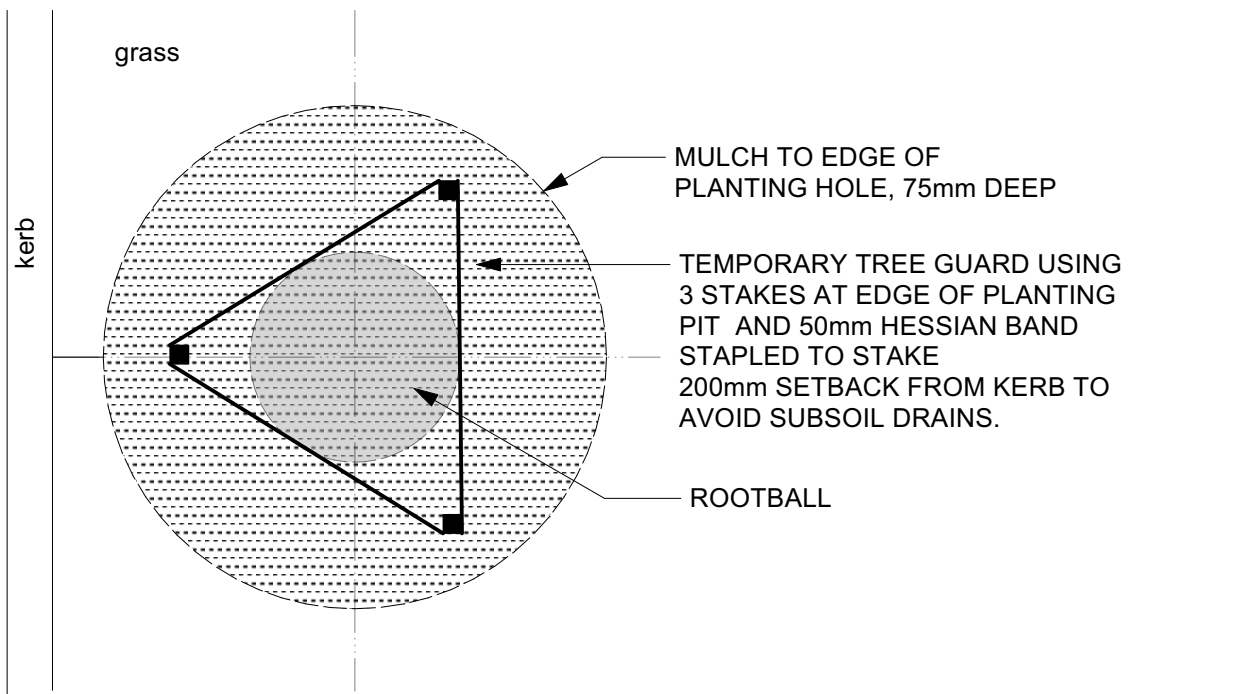 grass
kerb
MULCH TO EDGE OF
PLANTING HOLE, 75mm DEEP
TEMPORARY TREE GUARD USING
3 STAKES AT EDGE OF PLANTING
PIT  AND 50mm HESSIAN BAND
STAPLED TO STAKE
200mm SETBACK FROM KERB TO
AVOID SUBSOIL DRAINS.
ROOTBALL